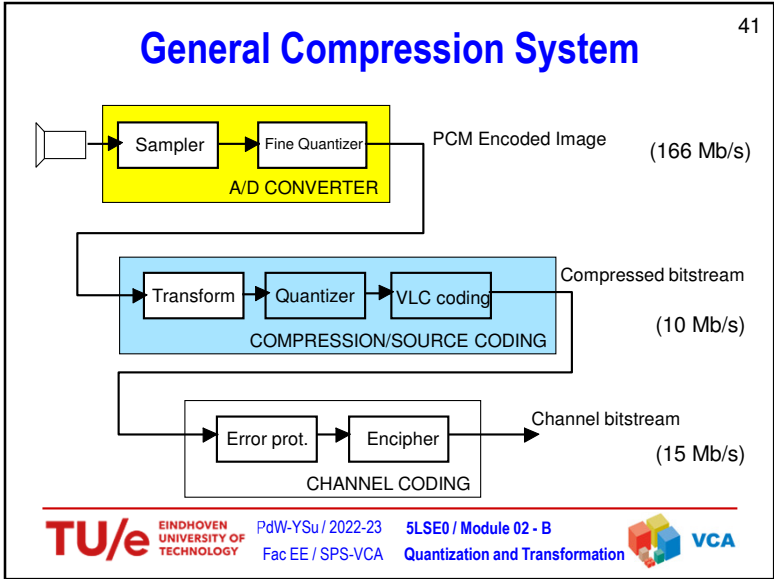 41
General Compression System
Sampler
Fine Quantizer
A/D CONVERTER
PCM Encoded Image
(166 Mb/s)
Transform
Quantizer
VLC coding
COMPRESSION/SOURCE CODING
Compressed bitstream
(10 Mb/s)
Error prot.
Encipher
CHANNEL CODING
Channel bitstream
(15 Mb/s)
TU/e EINDHOVEN UNIVERSITY OF TECHNOLOGY
PdW-YSu / 2022-23
Fac EE / SPS-VCA
5LSE0 / Module 02 - B
Quantization and Transformation
VCA